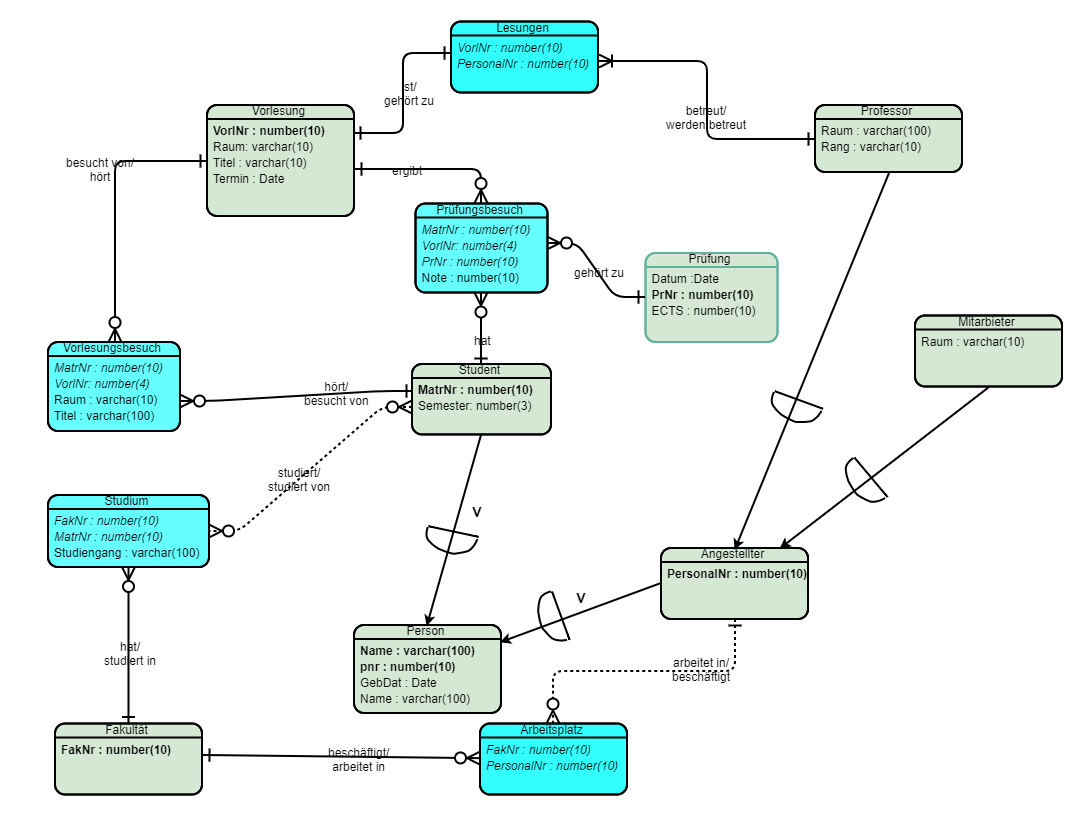 Lesungen
VorlNr : number(10)
PersonalNr : number(10)
ist/
gehört zu
betreut/
werden betreut
Vorlesung
VorlNr : number(10)
Raum: varchar(10)
Titel : varchar(10)
Termin : Date
Professor
Raum : varchar(100)
Rang : varchar(10)
besucht von/
hört
ergibt
Prüfungsbesuch
MatrNr : number(10)
VorlNr: number(4)
PrNr : number(10)
Note : number(10)
gehört zu
Prüfung
Datum :Date
PrNr : number(10)
ECTS : number(10)
Mitarbieter
Raum : varchar(10)
hat
Vorlesungsbesuch
MatrNr : number(10)
VorlNr: number(4)
Raum : varchar(10)
Titel : varchar(100)
hört/
besucht von
Student
MatrNr : number(10)
Semester: number(3)
studiert/
studiert von
Studium
FakNr : number(10)
MatrNr : number(10)
Studiengang : varchar(100)
V
Angestellter
PersonalNr : number(10)
V
Person
Name : varchar(100)
pnr : number(10)
GebDat : Date
Name : varchar(100)
hat/
studiert in
arbeitet in/
beschäftigt
Fakultät
FakNr : number(10)
beschäftigt/
arbeitet in
Arbeitsplatz
FakNr : number(10)
PersonalNr : number(10)